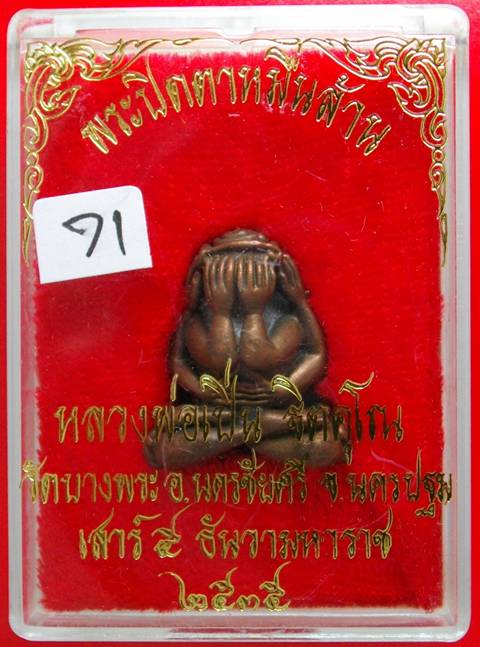 พระปิดตาหมื่นล้าน
ตา
หลวงพ่อเปิ่น ฐิตคุโณ
วัดบางพระ อ.นครชัยศรี จ.นครปฐม
เสาร์ ๕ ธันวามหาราช
๒๕๓๕